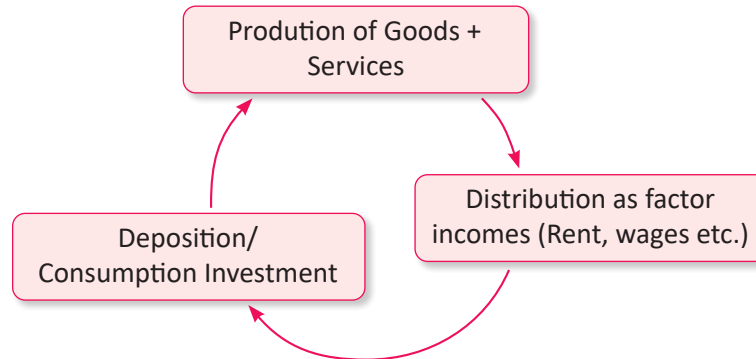 Prodution of Goods +
Services
Distribution as factor
incomes (Rent, wages etc.)
Deposition/
Consumption Investment